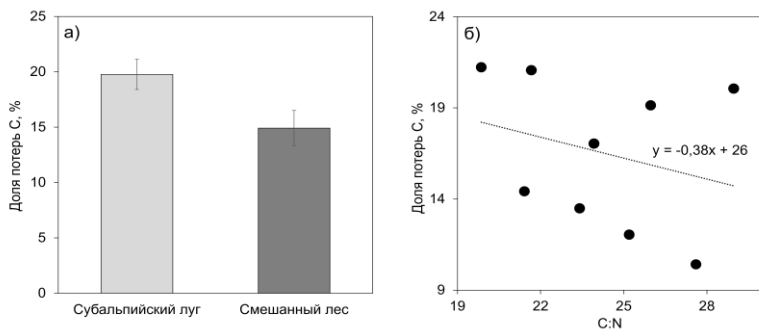 а)
Доля потерь С, %
25
20
15
10
5
0
Субальпийский луг
Смешанный лес
б)
Доля потерь С, %
24
19
14
9
y = -0,38x + 26
19
22
25
28
C:N